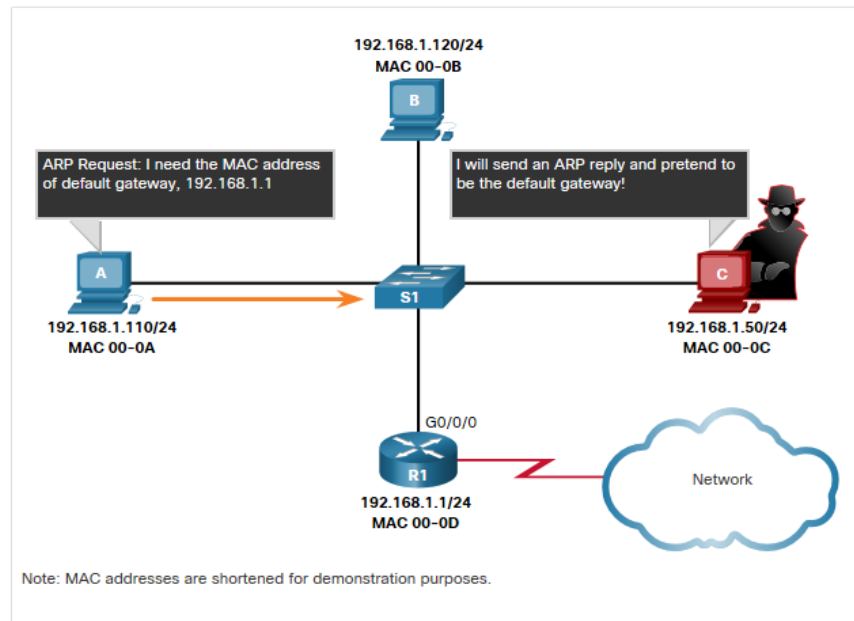 192.168.1.120/24
MAC 00-0B
B
ARP Request: I need the MAC address
of default gateway, 192.168.1.1
I will send an ARP reply and pretend to
be the default gateway!
A
S1
C
192.168.1.110/24
MAC 00-0A
192.168.1.50/24
MAC 00-0C
G0/0/0
R1
Network
192.168.1.1/24
MAC 00-0D
Note: MAC addresses are shortened for demonstration purposes.